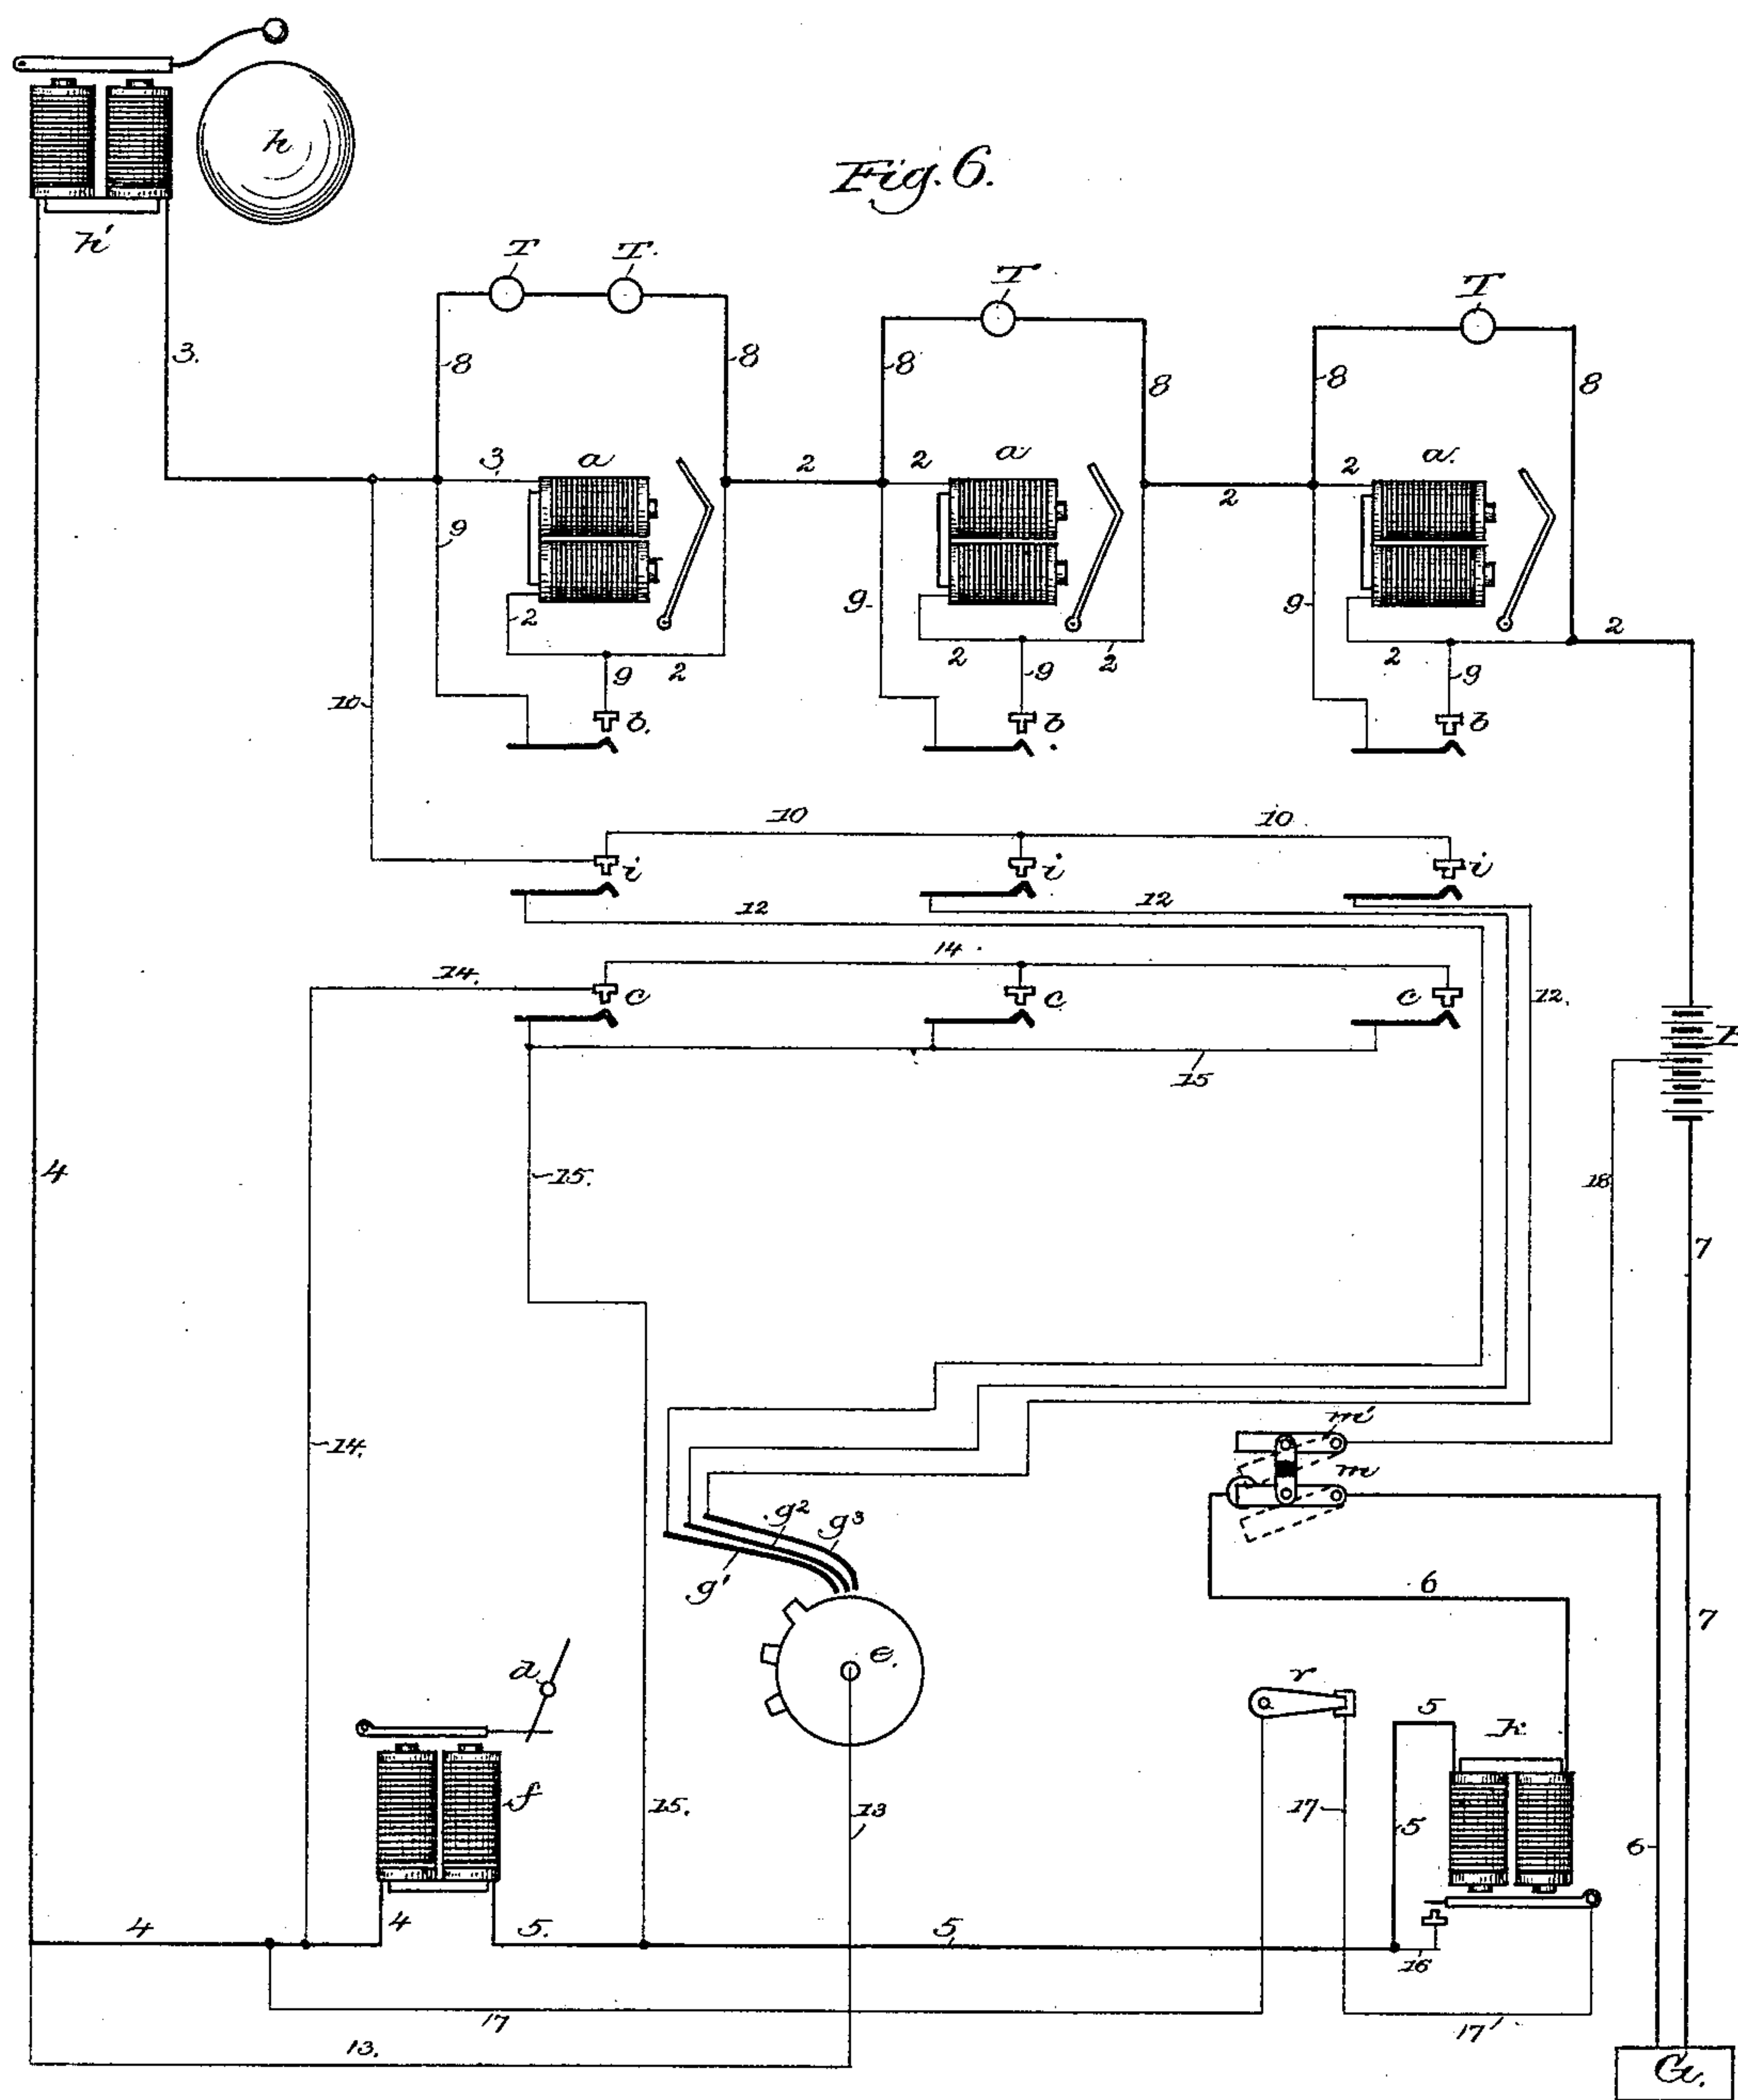 Fig. 6.
h
h'
T T. T T
3. 8 8 8 8 8 8
3 a 2 2 a 2 2 a.
9 9 9
2 2
9 2 2 9 2 2 9
10 b. b b
10 10
i i i
12 12
14
14. c c c 12.
15
4 15. 18
7
14.
m'
m
g² g³
g'
6
7
e.
d r
5 k
f 15. 13 17 5 6
4 4 5. 5 16
17 17'
13.
G.